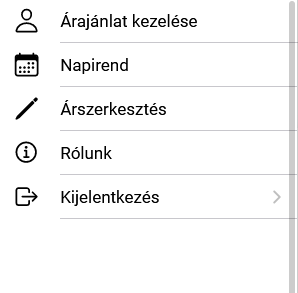 Árajánlat kezelése
Napirend
Árszerkesztés
Rólunk
Kijelentkezés